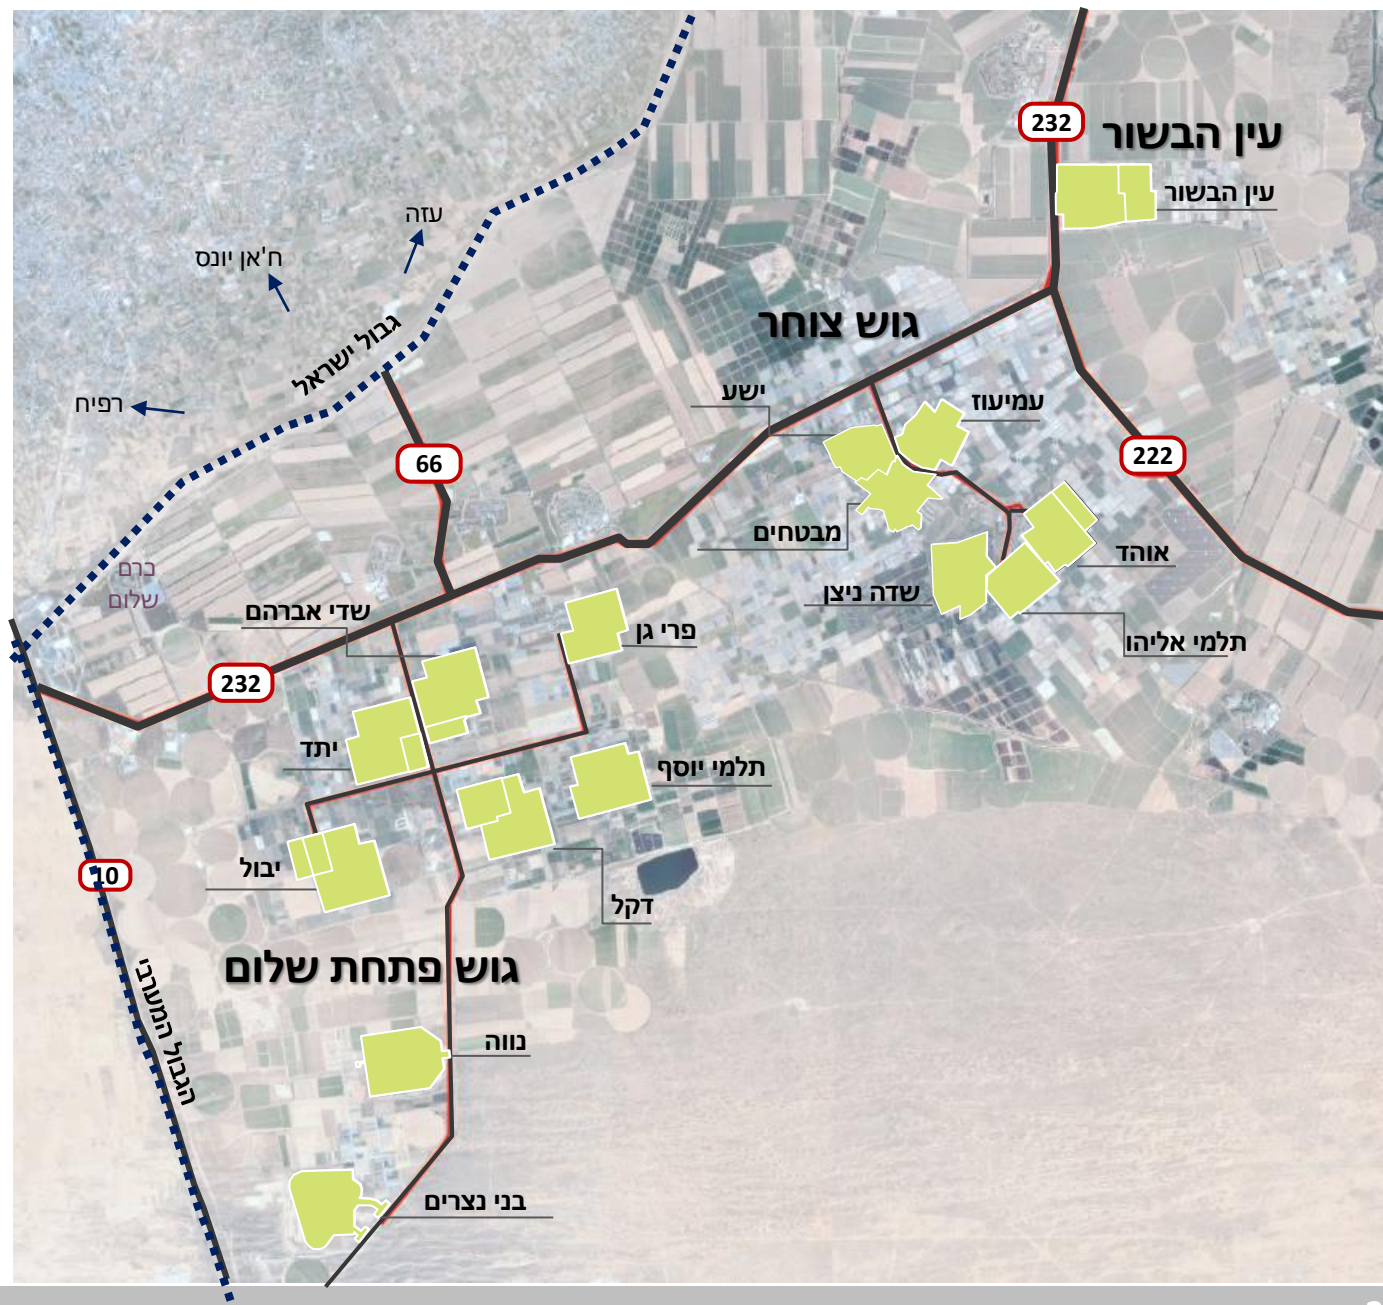 232
עין הבשור
עין הבשור
עזה
ח'אן יונס
גבול ישראל
גוש צוחר
רפיח
ישע
עמיעוז
66
222
מבטחים
אוהד
כרם
שלום
שדה ניצן
שדי אברהם
פרי גן
תלמי אליהו
232
יתד
תלמי יוסף
יבול
10
דקל
גוש פתחת שלום
הגבול המערבי
נווה
בני נצרים